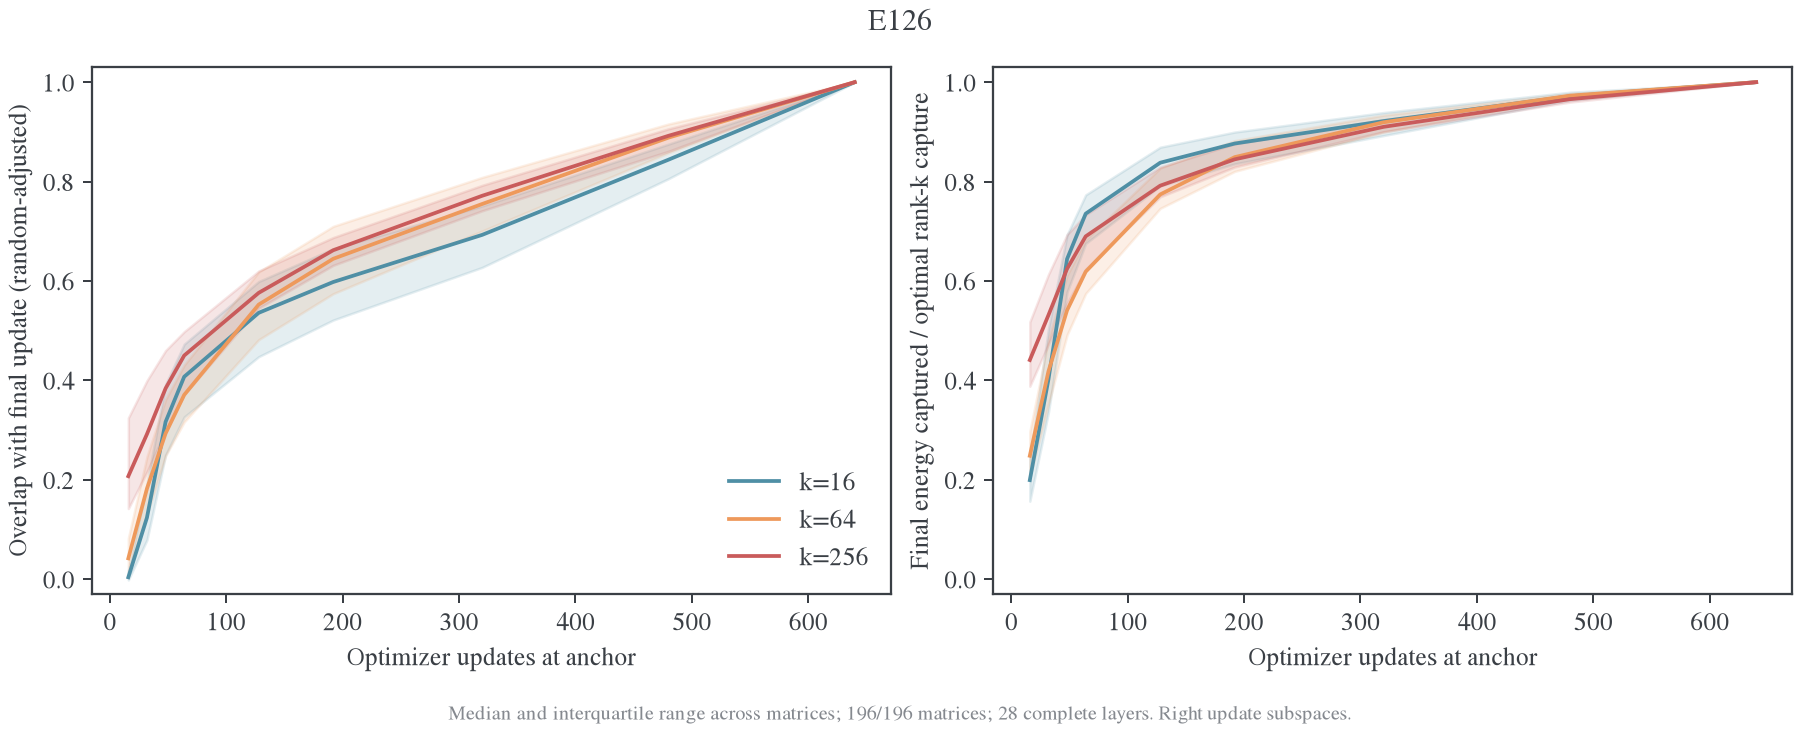 E126
Overlap with final update (random-adjusted)
1.0
0.8
0.6
0.4
0.2
0.0
0 100 200 300 400 500 600
Optimizer updates at anchor
k=16
k=64
k=256
Final energy captured / optimal rank-k capture
1.0
0.8
0.6
0.4
0.2
0.0
0 100 200 300 400 500 600
Optimizer updates at anchor
Median and interquartile range across matrices; 196/196 matrices; 28 complete layers. Right update subspaces.